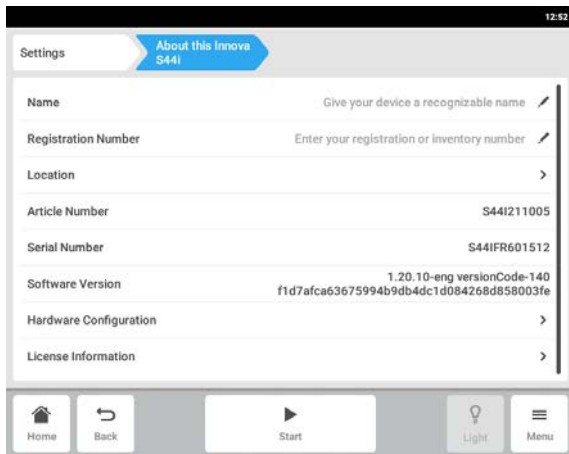 12:52
Settings
About this Innova
S44i
Name
Give your device a recognizable name
Registration Number
Enter your registration or inventory number
Location
Article Number
S44I211005
Serial Number
S44IFR601512
Software Version
1.20.10-eng versionCode-140
f1d7afca63675994b9db4dc1d084268d858003fe
Hardware Configuration
License Information
Home
Back
Start
Light
Menu